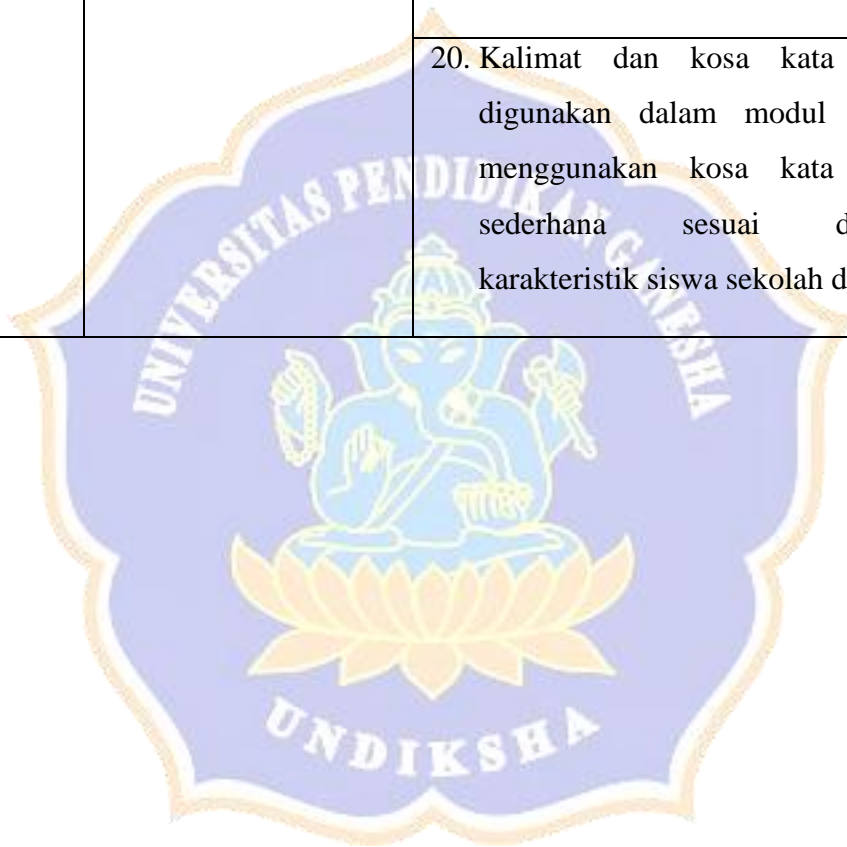 20. Kalimat dan kosa kata
digunakan dalam modul
menggunakan kosa kata
sederhana sesuai d
karakteristik siswa sekolah d
UNIVERSITAS PENDIDIKAN GANESHA
UNDIKSHA